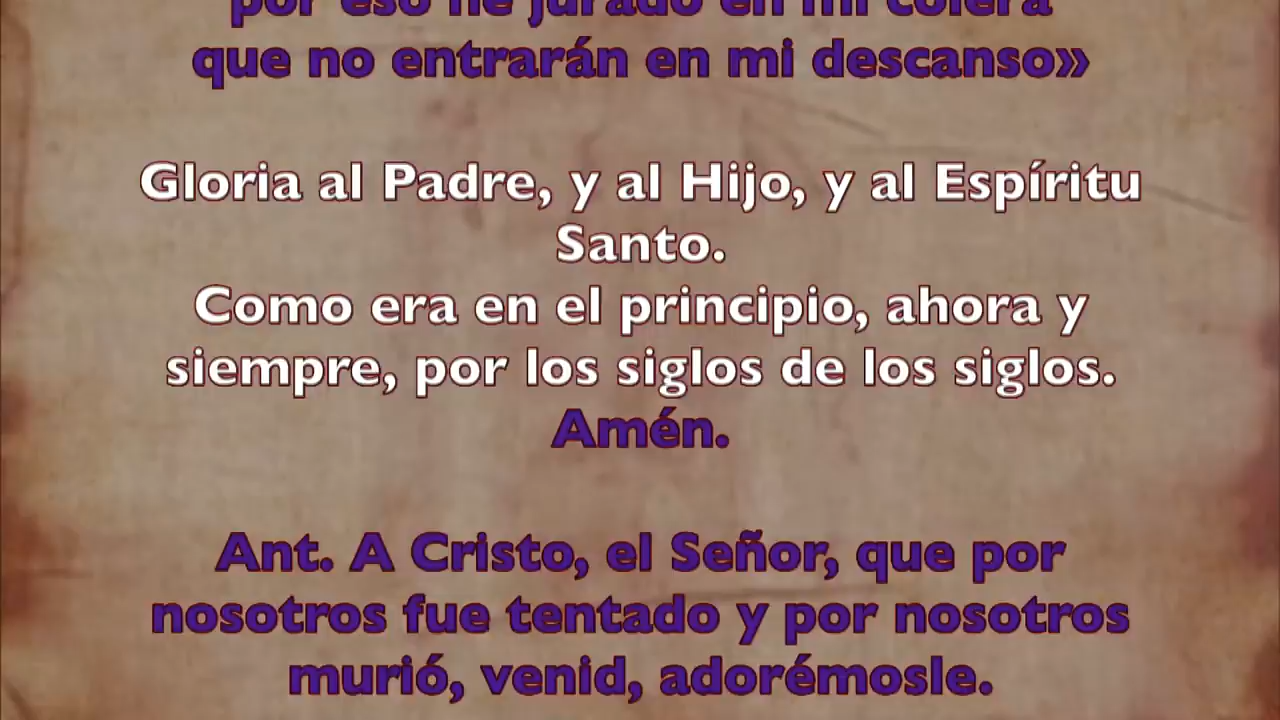 por eso he jurado en mi cólera
que no entrarán en mi descanso»
Gloria al Padre, y al Hijo, y al Espíritu
Santo.
Como era en el principio, ahora y
siempre, por los siglos de los siglos.
Amén.
Ant. A Cristo, el Señor, que por
nosotros fue tentado y por nosotros
murió, venid, adorémosle.